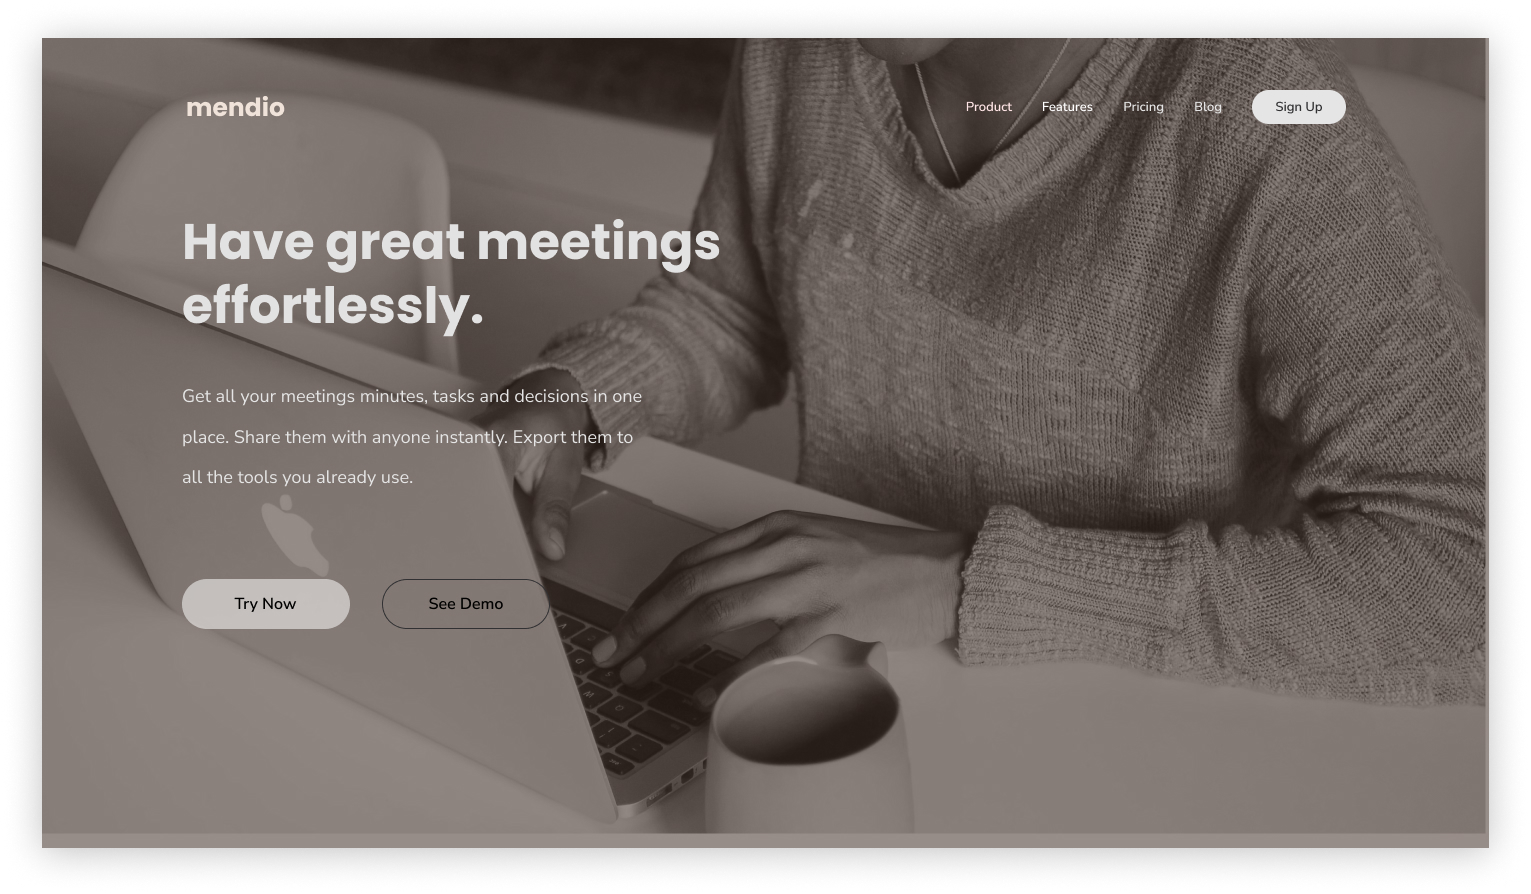 mendio
Product Features Pricing Blog Sign Up
Have great meetings
effortlessly.
Get all your meetings minutes, tasks and decisions in one
place. Share them with anyone instantly. Export them to
all the tools you already use.
Try Now See Demo